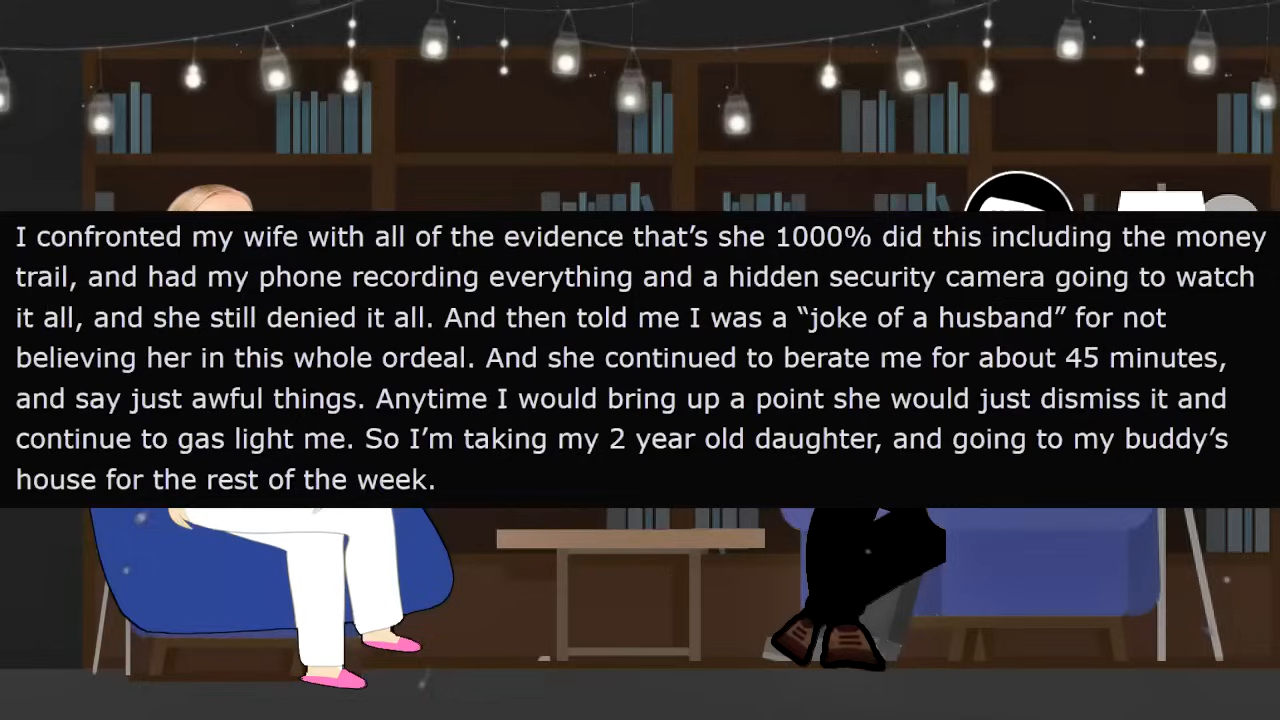 I confronted my wife with all of the evidence that’s she 1000% did this including the money
trail, and had my phone recording everything and a hidden security camera going to watch
it all, and she still denied it all. And then told me I was a “joke of a husband” for not
believing her in this whole ordeal. And she continued to berate me for about 45 minutes,
and say just awful things. Anytime I would bring up a point she would just dismiss it and
continue to gas light me. So I’m taking my 2 year old daughter, and going to my buddy’s
house for the rest of the week.